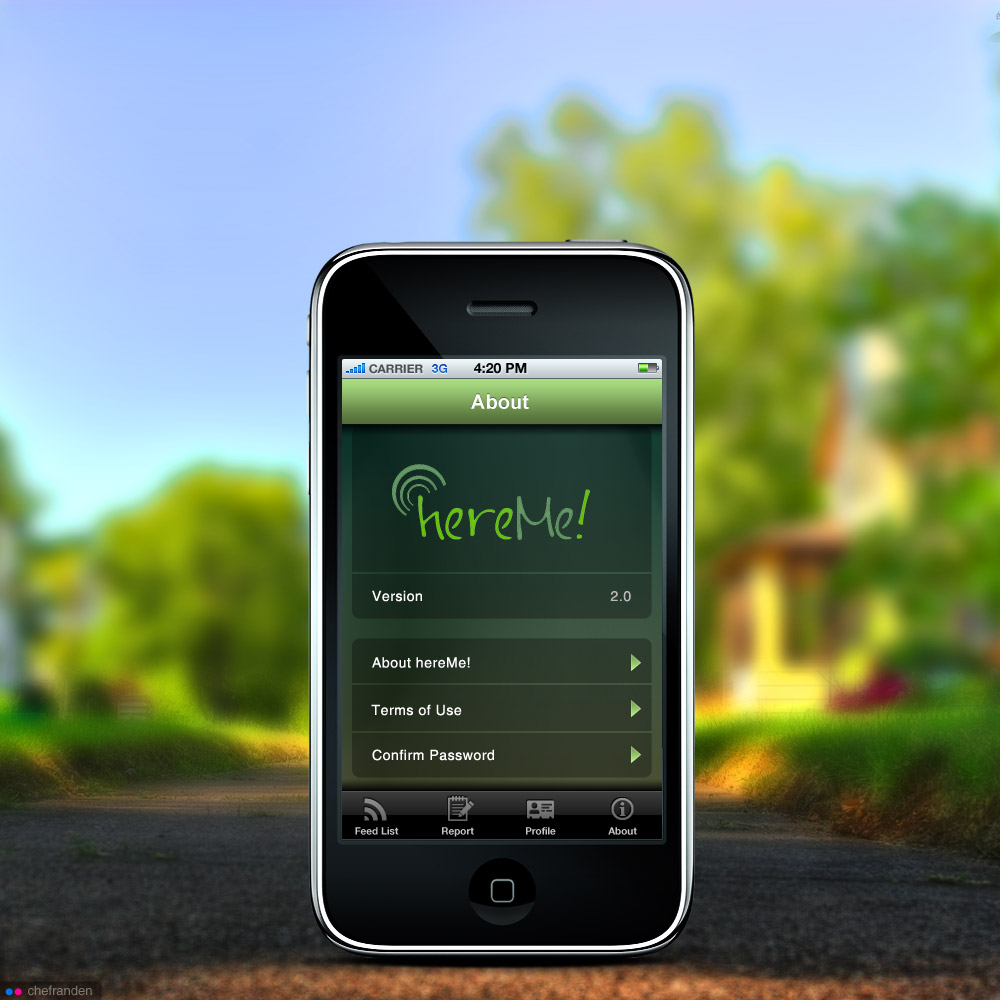 CARRIER 3G 4:20 PM
About
hereMe!
Version 2.0
About hereMe!
Terms of Use
Confirm Password
Feed List Report Profile About
chefranden